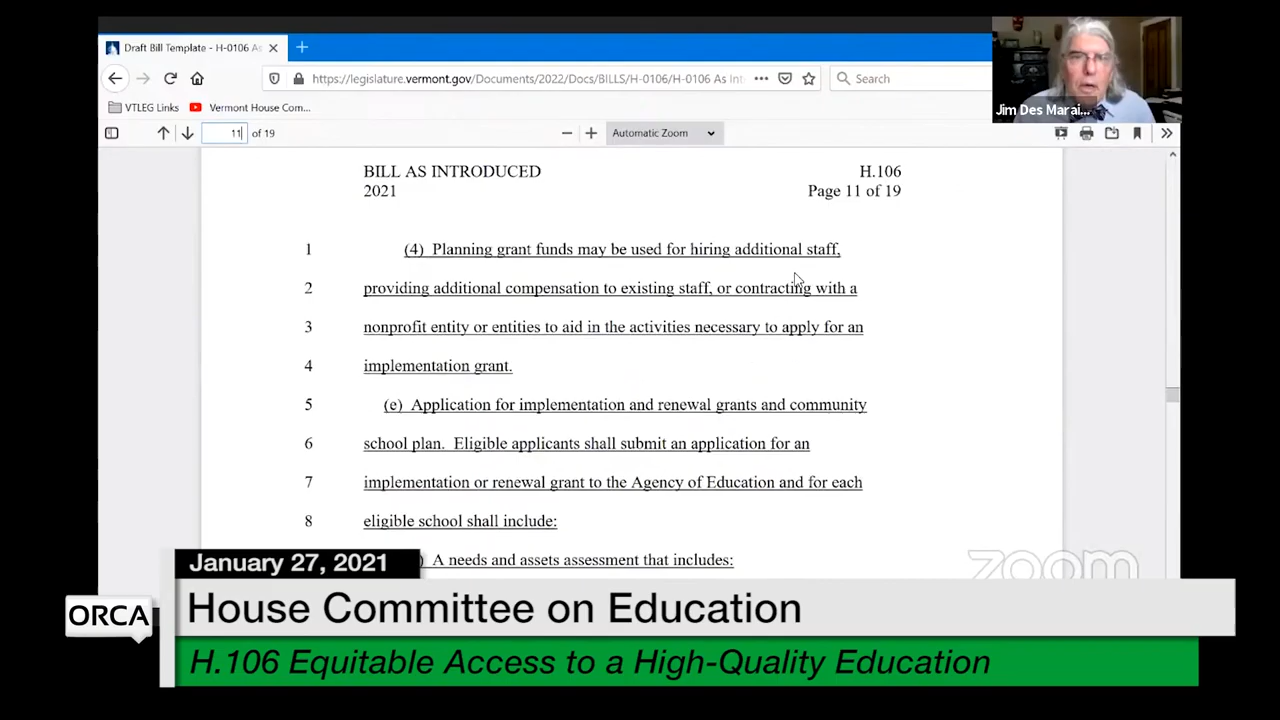 Draft Bill Template - H-0106 As
https://legislature.vermont.gov/Documents/2022/Docs/BILLS/H-0106/H-0106 As Int
Search
VTLEG Links
Vermont House Com...
Jim Des Marai...
11 of 19
Automatic Zoom
BILL AS INTRODUCED H.106
2021 Page 11 of 19
1 (4) Planning grant funds may be used for hiring additional staff,
2 providing additional compensation to existing staff, or contracting with a
3 nonprofit entity or entities to aid in the activities necessary to apply for an
4 implementation grant.
5 (e) Application for implementation and renewal grants and community
6 school plan. Eligible applicants shall submit an application for an
7 implementation or renewal grant to the Agency of Education and for each
8 eligible school shall include:
) A needs and assets assessment that includes:
zoom
January 27, 2021
ORCA
House Committee on Education
H.106 Equitable Access to a High-Quality Education